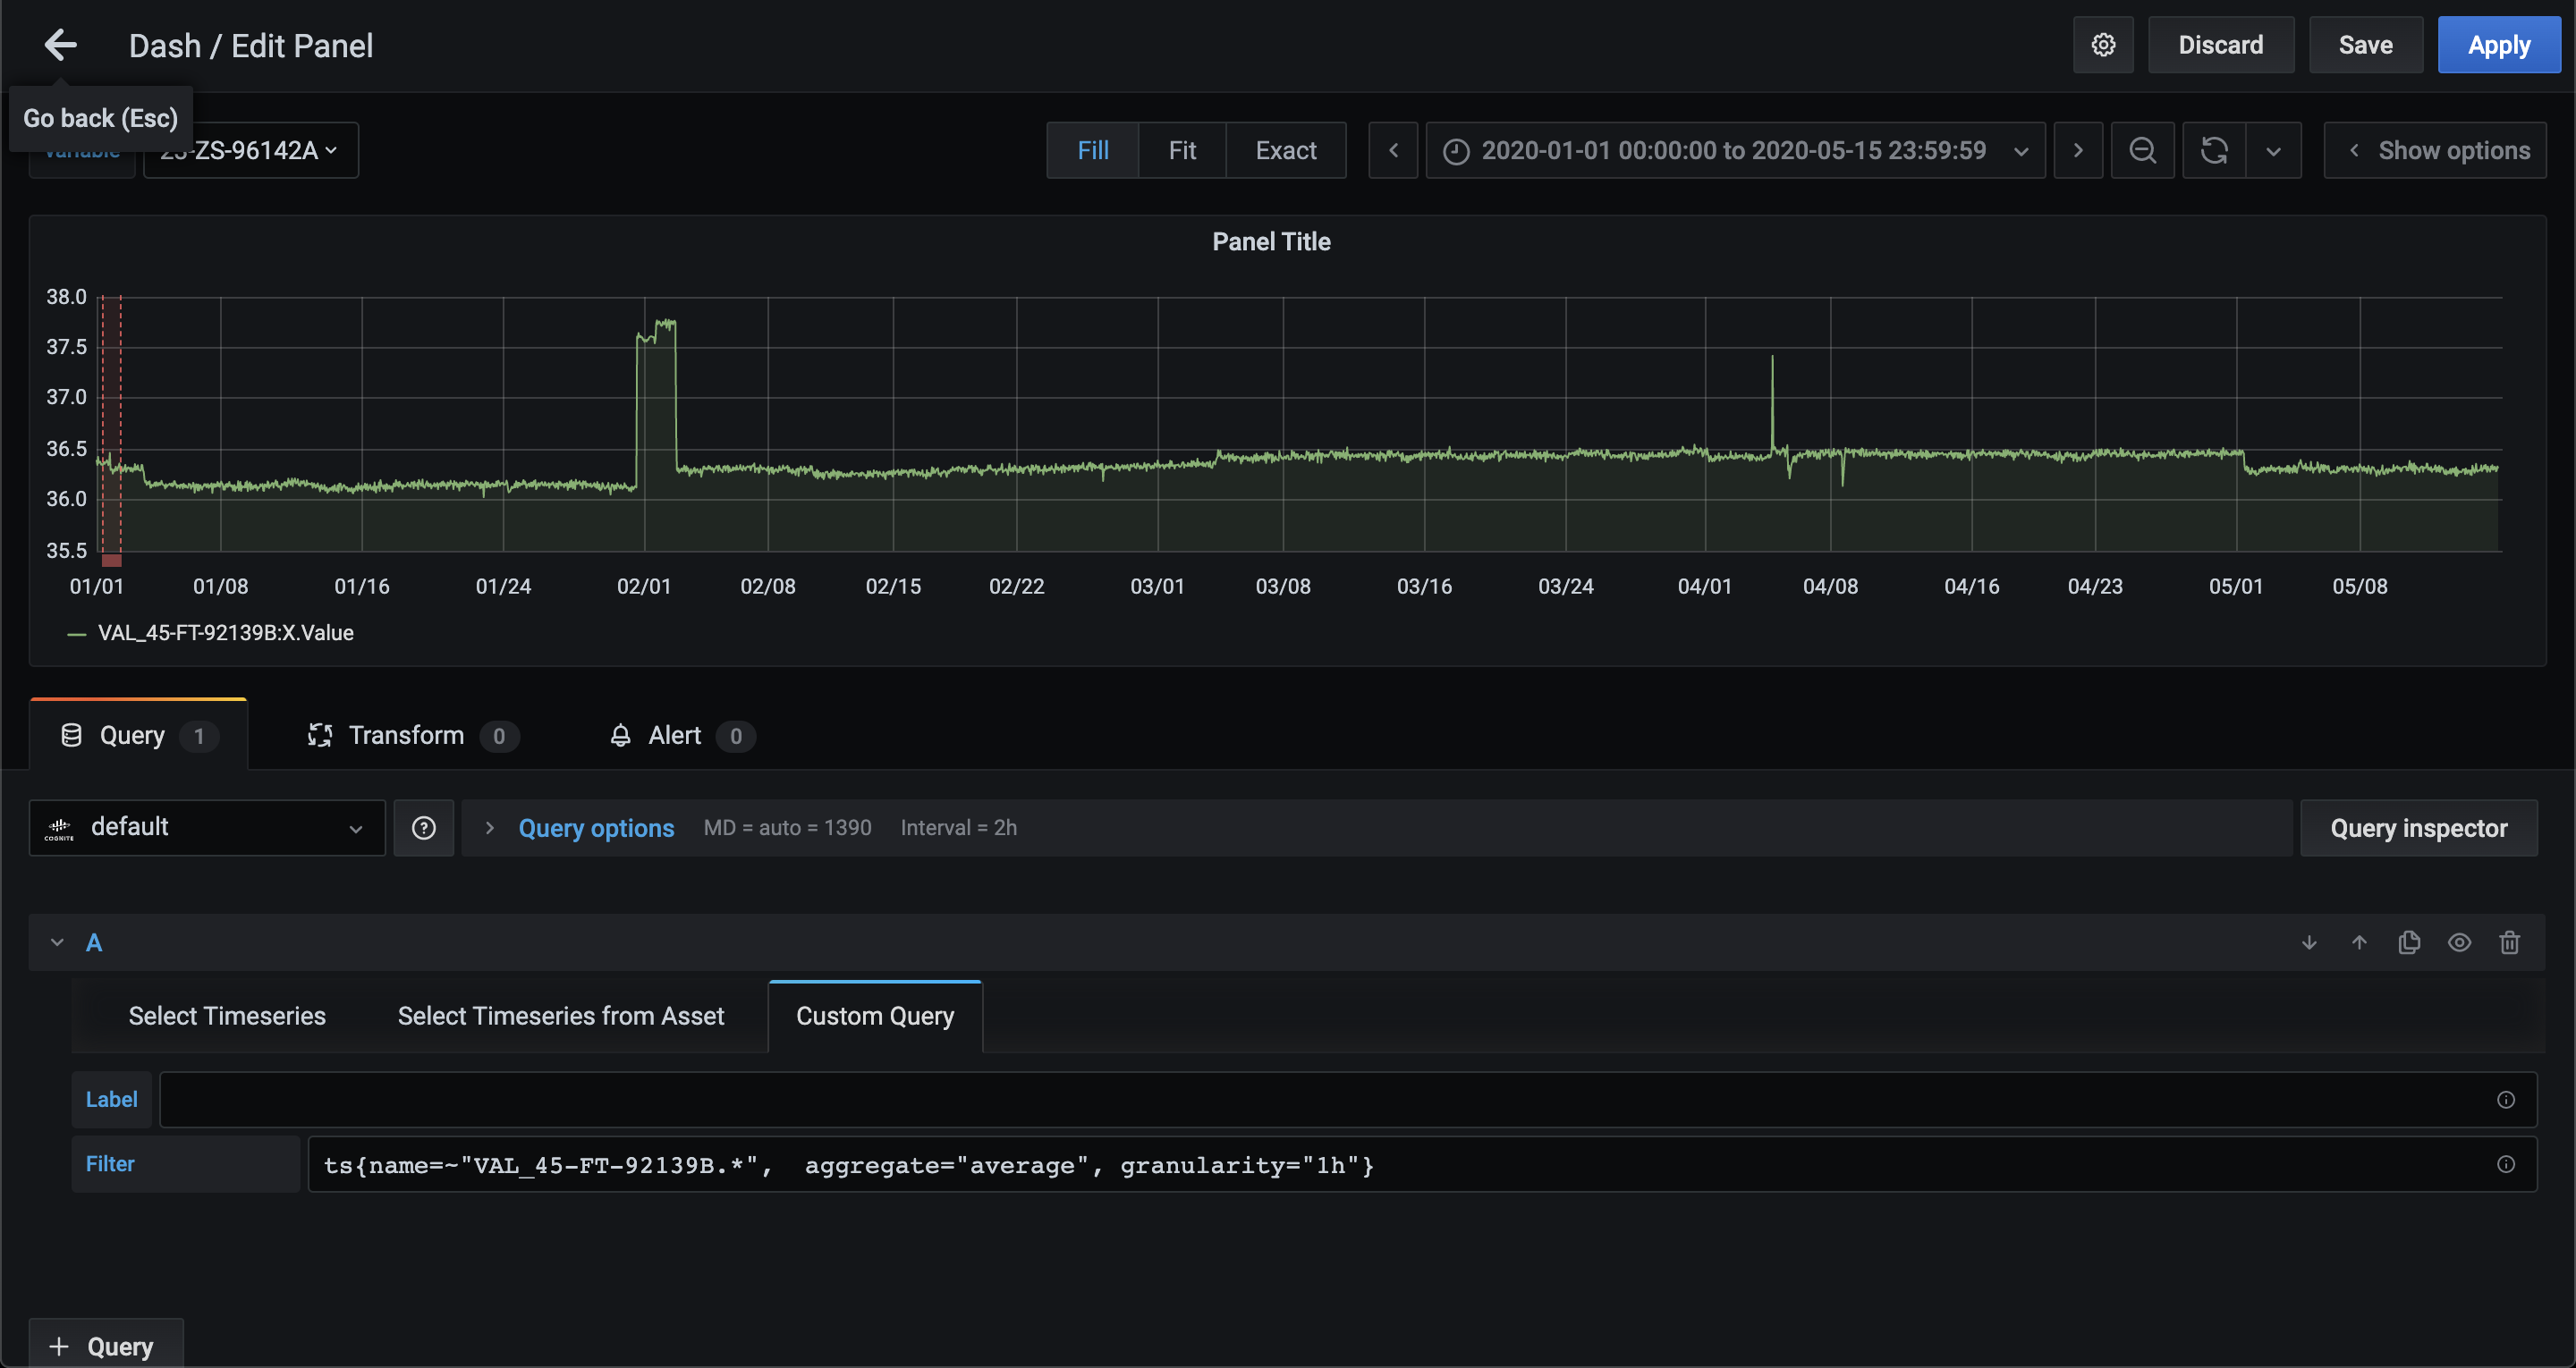 Dash / Edit Panel
Discard
Save
Apply
Go back (Esc)
Variable
23-ZS-96142A
Fill
Fit
Exact
2020-01-01 00:00:00 to 2020-05-15 23:59:59
Show options
Panel Title
38.0
37.5
37.0
36.5
36.0
35.5
01/01 01/08 01/16 01/24 02/01 02/08 02/15 02/22 03/01 03/08 03/16 03/24 04/01 04/08 04/16 04/23 05/01 05/08
VAL_45-FT-92139B:X.Value
Query 1
Transform 0
Alert 0
COGNITE
default
Query options
MD = auto = 1390
Interval = 2h
Query inspector
A
Select Timeseries
Select Timeseries from Asset
Custom Query
Label
Filter
ts{name=~"VAL_45-FT-92139B.*",  aggregate="average", granularity="1h"}
+ Query